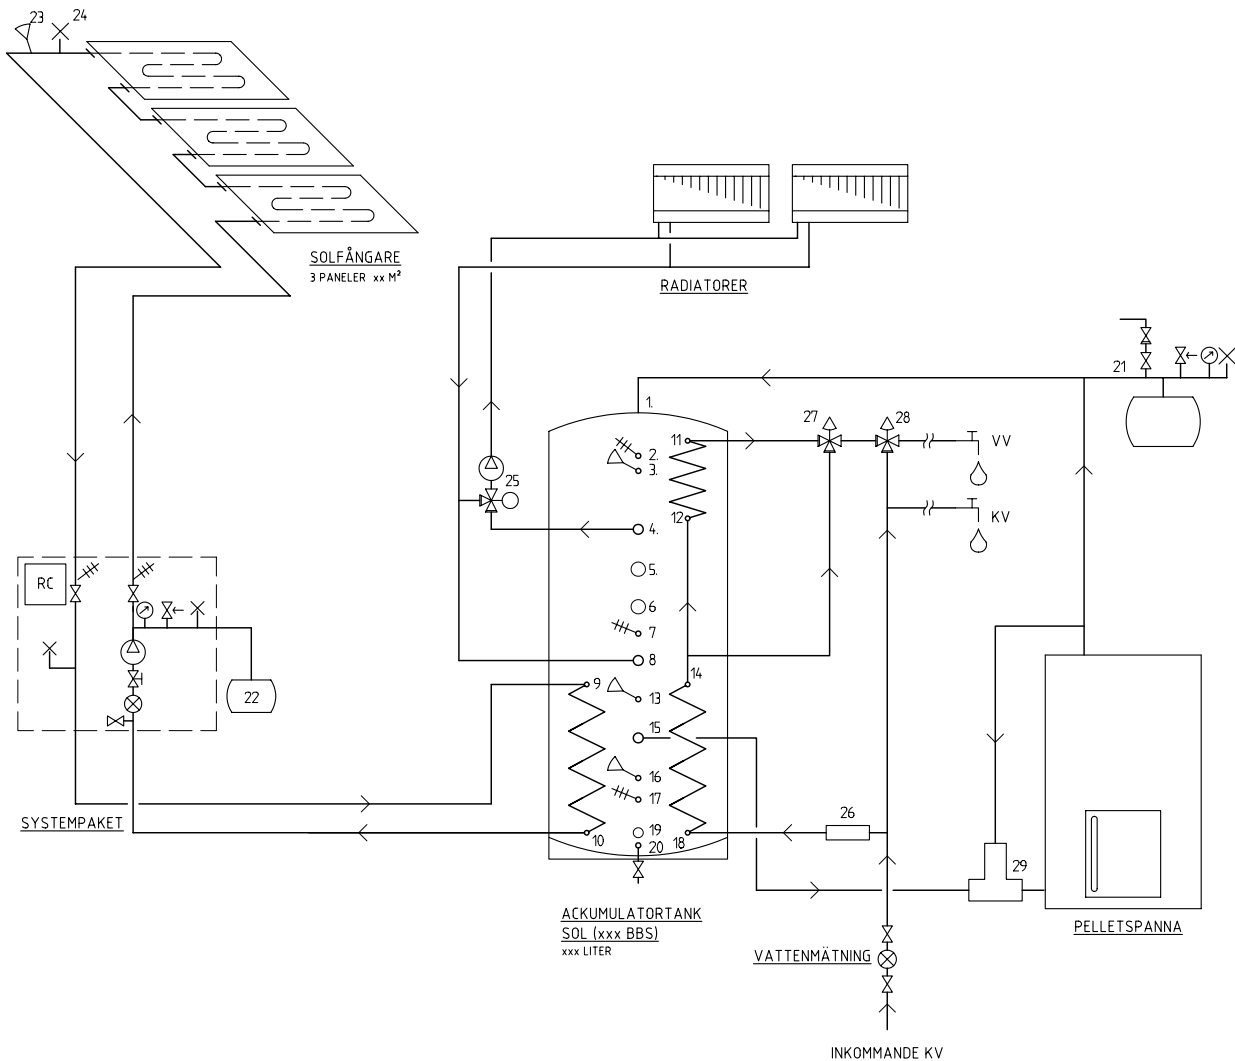 23
24
SOLFÅNGARE
3 PANELER xx M²
RADIATORER
21
1.
27
28
11
VV
2.
3.
25
12
4.
KV
5.
RC
6
7
8
14
9
13
22
15
16
17
26
SYSTEMPAKET
10
19
18
20
29
ACKUMULATORTANK
SOL (xxx BBS)
xxx LITER
PELLETSPANNA
VATTENMÄTNING
INKOMMANDE KV